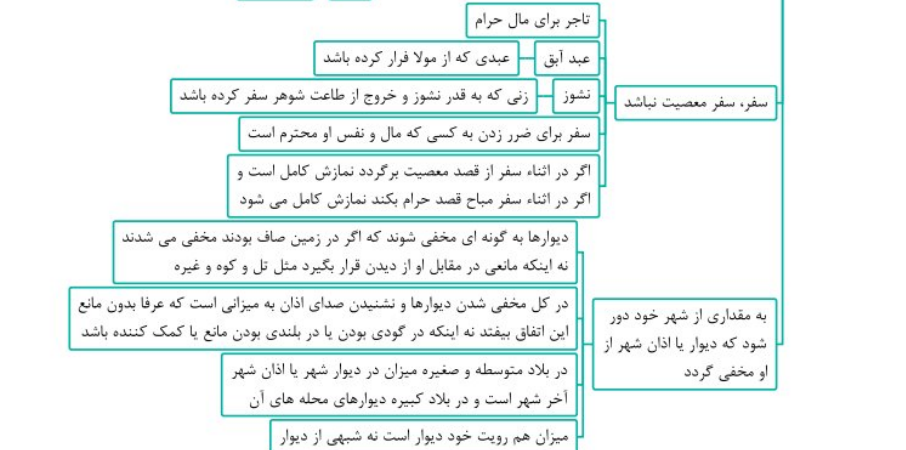 تاجر برای مال حرام
عبد آبق
عبدی که از مولا فرار کرده باشد
نشوز
زنی که به قدر نشوز و خروج از طاعت شوهر سفر کرده باشد
سفر، سفر معصیت نباشد
سفر برای ضرر زدن به کسی که مال و نفس او محترم است
اگر در اثناء سفر از قصد معصیت برگردد نمازش کامل است و
اگر در اثناء سفر مباح قصد حرام بکند نمازش کامل می شود
به مقداری از شهر خود دور
شود که دیوار یا اذان شهر از
او مخفی گردد
دیوارها به گونه ای مخفی شوند که اگر در زمین صاف بودند مخفی می شدند
نه اینکه مانعی در مقابل او از دیدن قرار بگیرد مثل تل و کوه و غیره
در کل مخفی شدن دیوارها و نشنیدن صدای اذان به میزانی است که عرفا بدون مانع
این اتفاق بیفتد نه اینکه در گودی بودن یا در بلندی بودن مانع یا کمک کننده باشد
در بلاد متوسطه و صغیره میزان در دیوار شهر یا اذان شهر
آخر شهر است و در بلاد کبیره دیوارهای محله های آن
میزان هم رویت خود دیوار است نه شبهی از دیوار